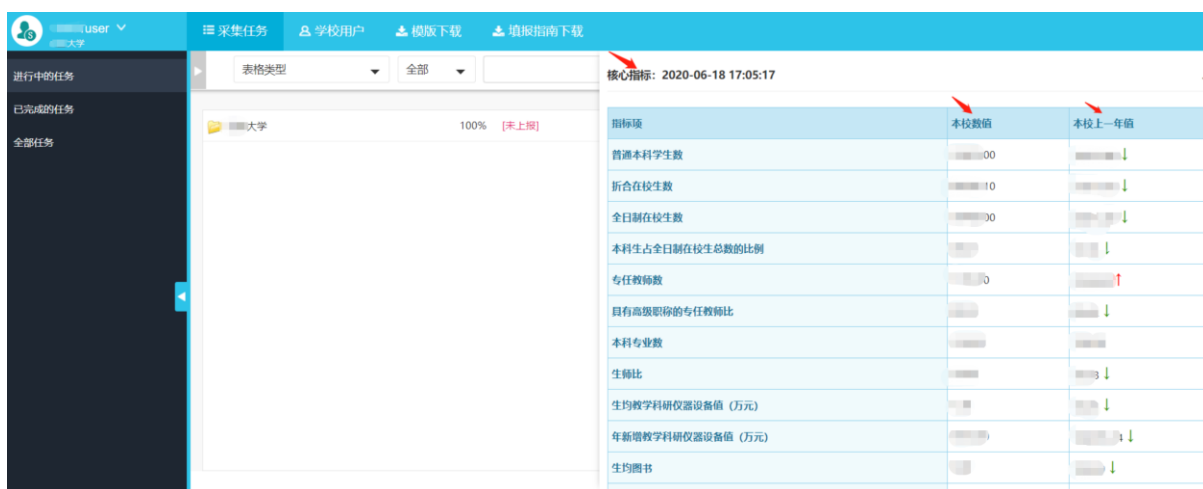 user
大学
采集任务 学校用户 模版下载 填报指南下载
进行中的任务
已完成的任务
全部任务
表格类型 全部
大学 100% [未上报]
核心指标：2020-06-18 17:05:17
指标项 本校数值 本校上一年值
普通本科学生数 00
折合在校生数 10
全日制在校生数 00
本科生占全日制在校生总数的比例
专任教师数 0
具有高级职称的专任教师比
本科专业数
生师比 3
生均教学科研仪器设备值（万元）
年新增教学科研仪器设备值（万元） 4
生均图书